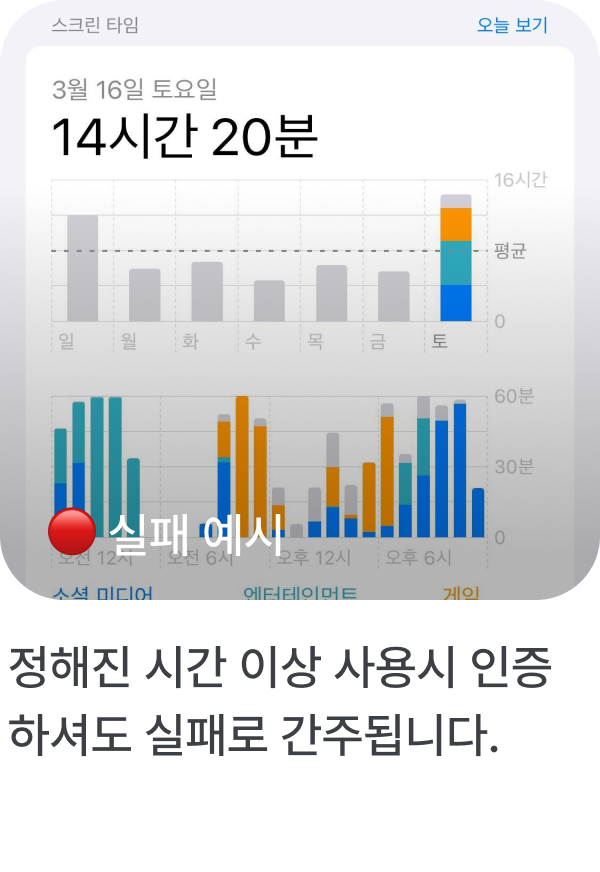 스크린 타임 오늘 보기
3월 16일 토요일
14시간 20분
16시간
평균
0
일 월 화 수 목 금 토
60분
30분
0
🔴 실패 예시
오전 12시 오전 6시 오후 12시 오후 6시
소셜 미디어 엔터테인먼트 게임
정해진 시간 이상 사용시 인증
하셔도 실패로 간주됩니다.